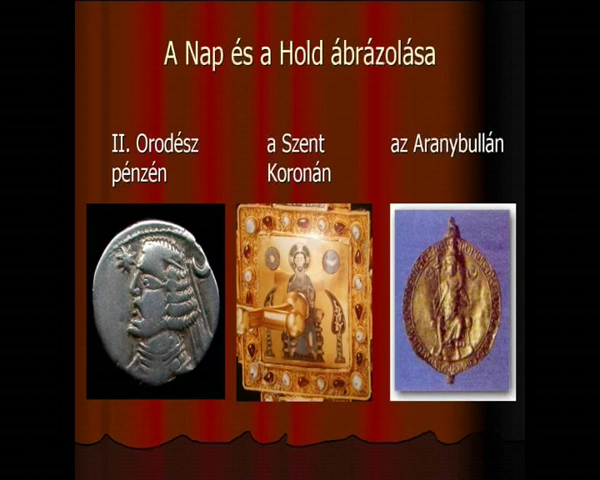 A Nap és a Hold ábrázolása
II. Orodész
pénzén
a Szent
Koronán
az Aranybullán